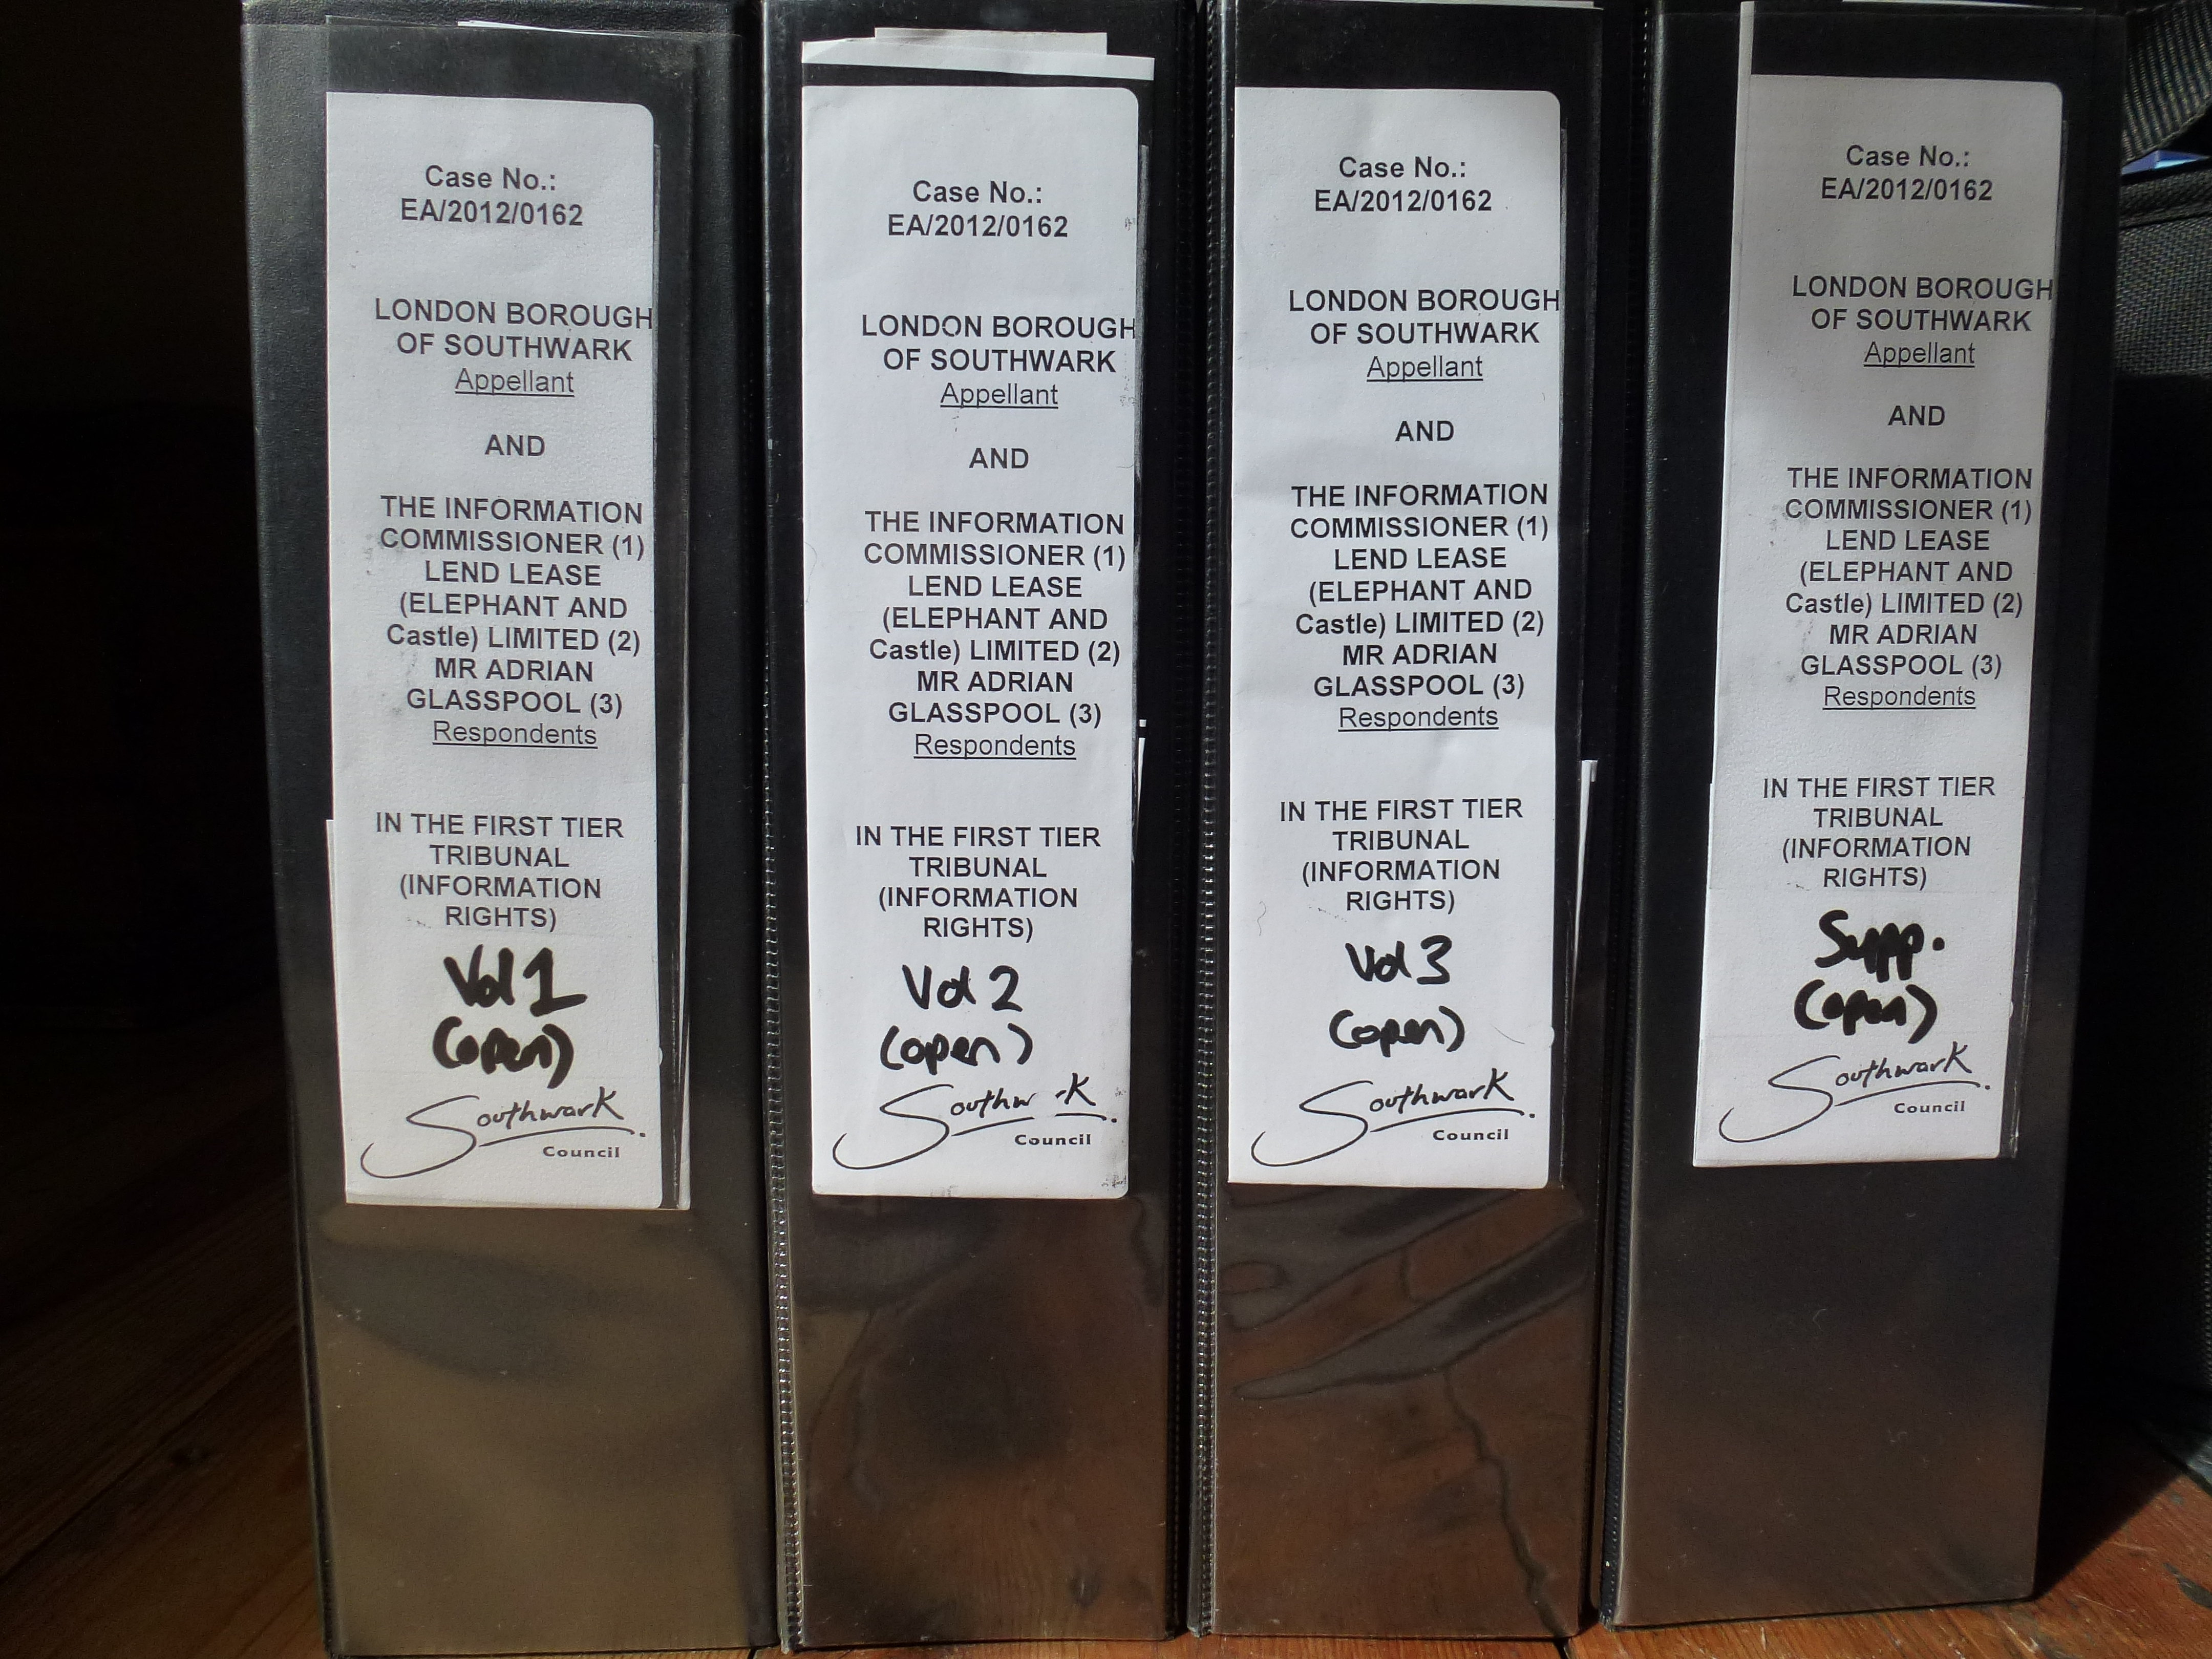 Case No.:
EA/2012/0162
LONDON BOROUGH
OF SOUTHWARK
Appellant
AND
THE INFORMATION
COMMISSIONER (1)
LEND LEASE
(ELEPHANT AND
Castle) LIMITED (2)
MR ADRIAN
GLASSPOOL (3)
Respondents
IN THE FIRST TIER
TRIBUNAL
(INFORMATION
RIGHTS)
Vol 1
(open)
Southwark
Council
Case No.:
EA/2012/0162
LONDON BOROUGH
OF SOUTHWARK
Appellant
AND
THE INFORMATION
COMMISSIONER (1)
LEND LEASE
(ELEPHANT AND
Castle) LIMITED (2)
MR ADRIAN
GLASSPOOL (3)
Respondents
IN THE FIRST TIER
TRIBUNAL
(INFORMATION
RIGHTS)
Vol 2
(open)
Southwark
Council
Case No.:
EA/2012/0162
LONDON BOROUGH
OF SOUTHWARK
Appellant
AND
THE INFORMATION
COMMISSIONER (1)
LEND LEASE
(ELEPHANT AND
Castle) LIMITED (2)
MR ADRIAN
GLASSPOOL (3)
Respondents
IN THE FIRST TIER
TRIBUNAL
(INFORMATION
RIGHTS)
Vol 3
(open)
Southwark
Council
Case No.:
EA/2012/0162
LONDON BOROUGH
OF SOUTHWARK
Appellant
AND
THE INFORMATION
COMMISSIONER (1)
LEND LEASE
(ELEPHANT AND
Castle) LIMITED (2)
MR ADRIAN
GLASSPOOL (3)
Respondents
IN THE FIRST TIER
TRIBUNAL
(INFORMATION
RIGHTS)
Supp.
(open)
Southwark
Council